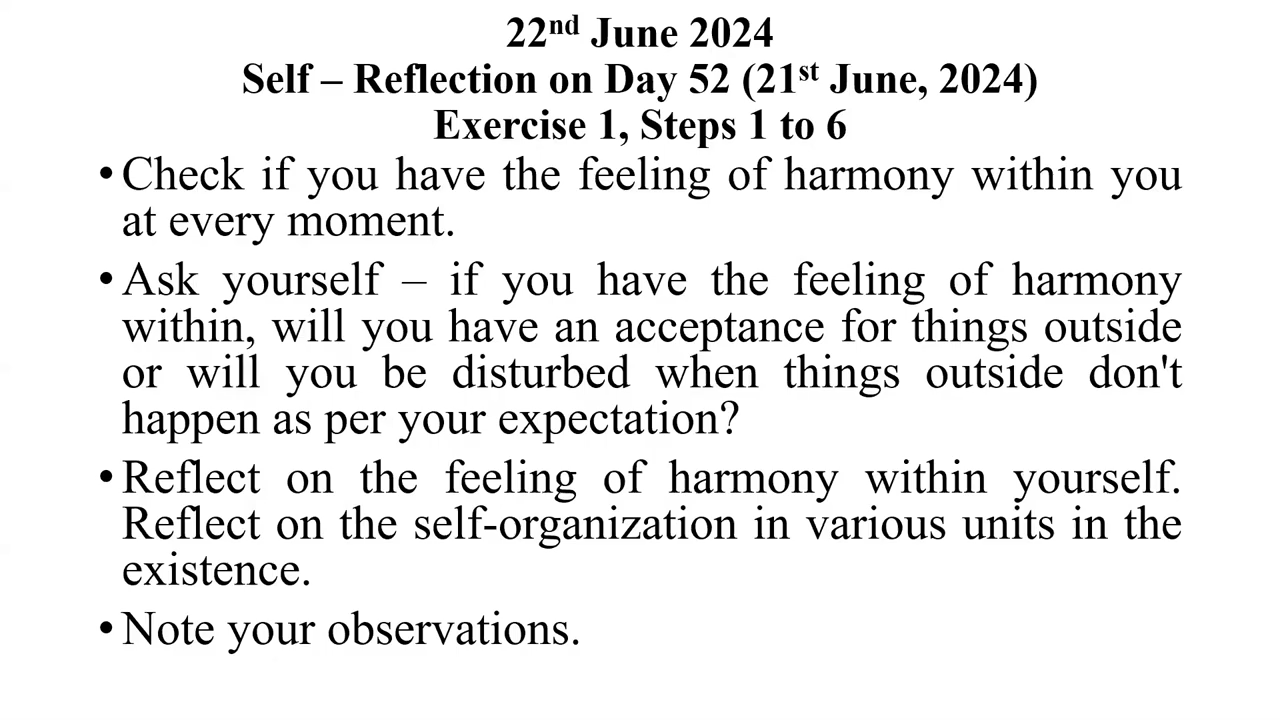 22nd June 2024
Self – Reflection on Day 52 (21st June, 2024)
Exercise 1, Steps 1 to 6
•Check if you have the feeling of harmony within you
at every moment.
•Ask yourself – if you have the feeling of harmony
within, will you have an acceptance for things outside
or will you be disturbed when things outside don't
happen as per your expectation?
•Reflect on the feeling of harmony within yourself.
Reflect on the self-organization in various units in the
existence.
•Note your observations.